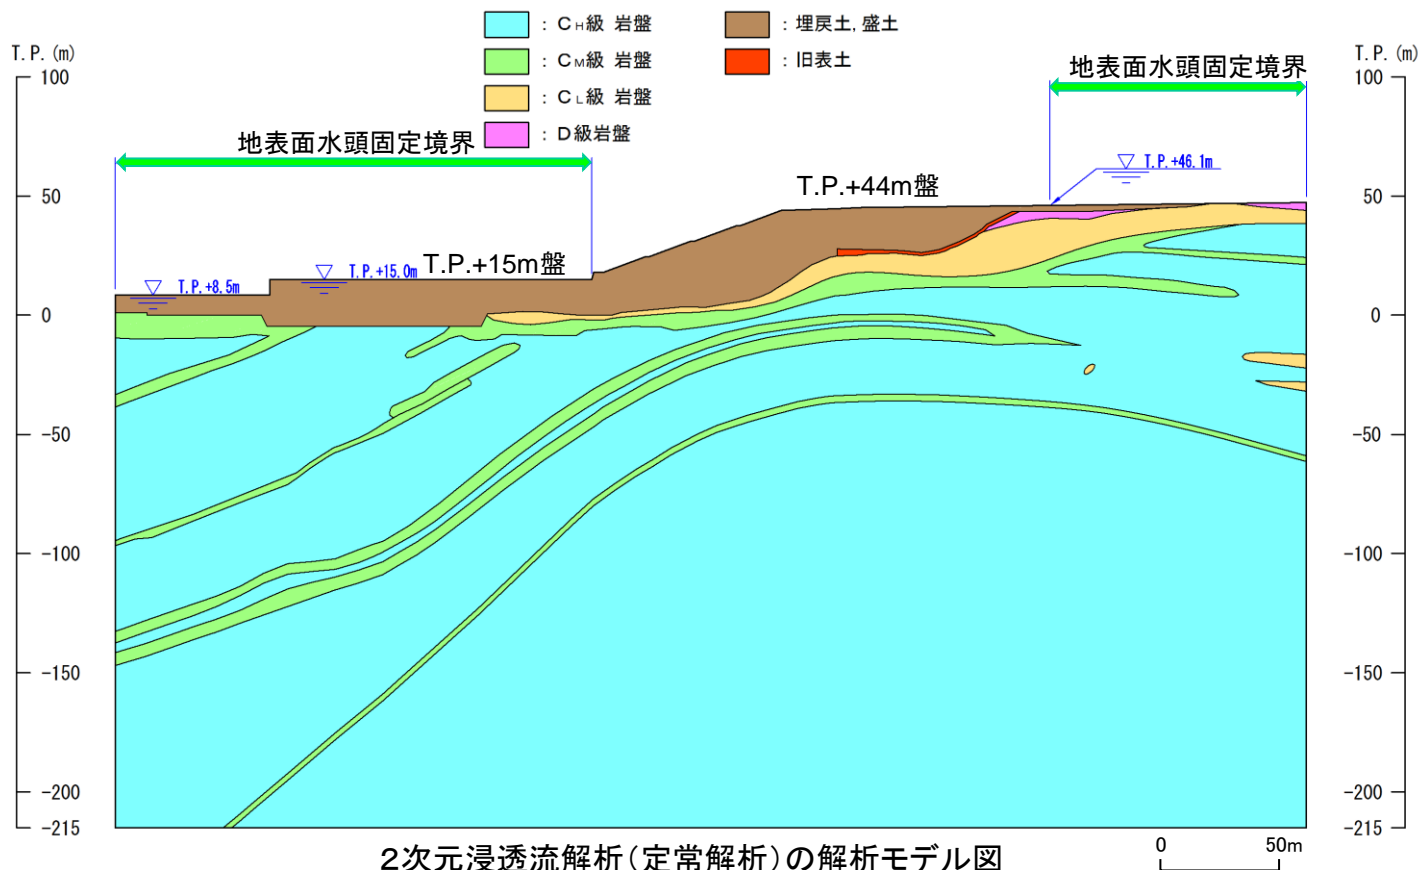 : CH級 岩盤
: 埋戻土, 盛土
: CM級 岩盤
: 旧表土
: CL級 岩盤
: D級岩盤
T.P. (m)
T.P. (m)
100
100
地表面水頭固定境界
地表面水頭固定境界
T.P.+46.1m
50
50
T.P.+44m盤
T.P.+15m盤
T.P.+15.0m
T.P.+8.5m
0
0
-50
-50
-100
-100
-150
-150
-200
-200
-215
-215
2次元浸透流解析(定常解析)の解析モデル図
0
50m